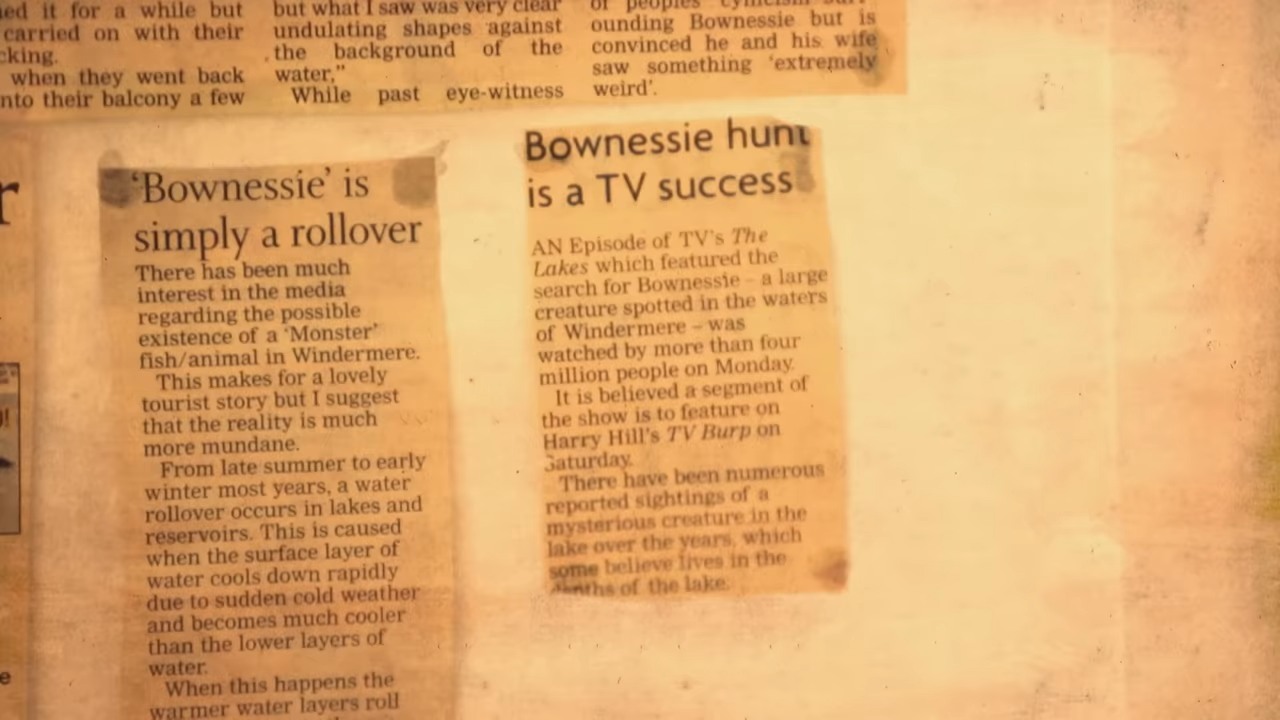 ed it for a while but
carried on with their
cking.
when they went back
nto their balcony a few
but what I saw was very clear
undulating shapes against
the background of the
water,"
While past eye-witness
of peoples cynicism surr-
ounding Bownessie but is
convinced he and his wife
saw something 'extremely
weird'.
r
'Bownessie' is
simply a rollover
There has been much
interest in the media
regarding the possible
existence of a 'Monster'
fish/animal in Windermere.
This makes for a lovely
tourist story but I suggest
that the reality is much
more mundane.
From late summer to early
winter most years, a water
rollover occurs in lakes and
reservoirs. This is caused
when the surface layer of
water cools down rapidly
due to sudden cold weather
and becomes much cooler
than the lower layers of
water.
When this happens the
warmer water layers roll
Bownessie hunt
is a TV success
AN Episode of TV's The
Lakes which featured the
search for Bownessie – a large
creature spotted in the waters
of Windermere – was
watched by more than four
million people on Monday.
It is believed a segment of
the show is to feature on
Harry Hill's TV Burp on
Saturday.
There have been numerous
reported sightings of a
mysterious creature in the
lake over the years, which
some believe lives in the
depths of the lake.
e